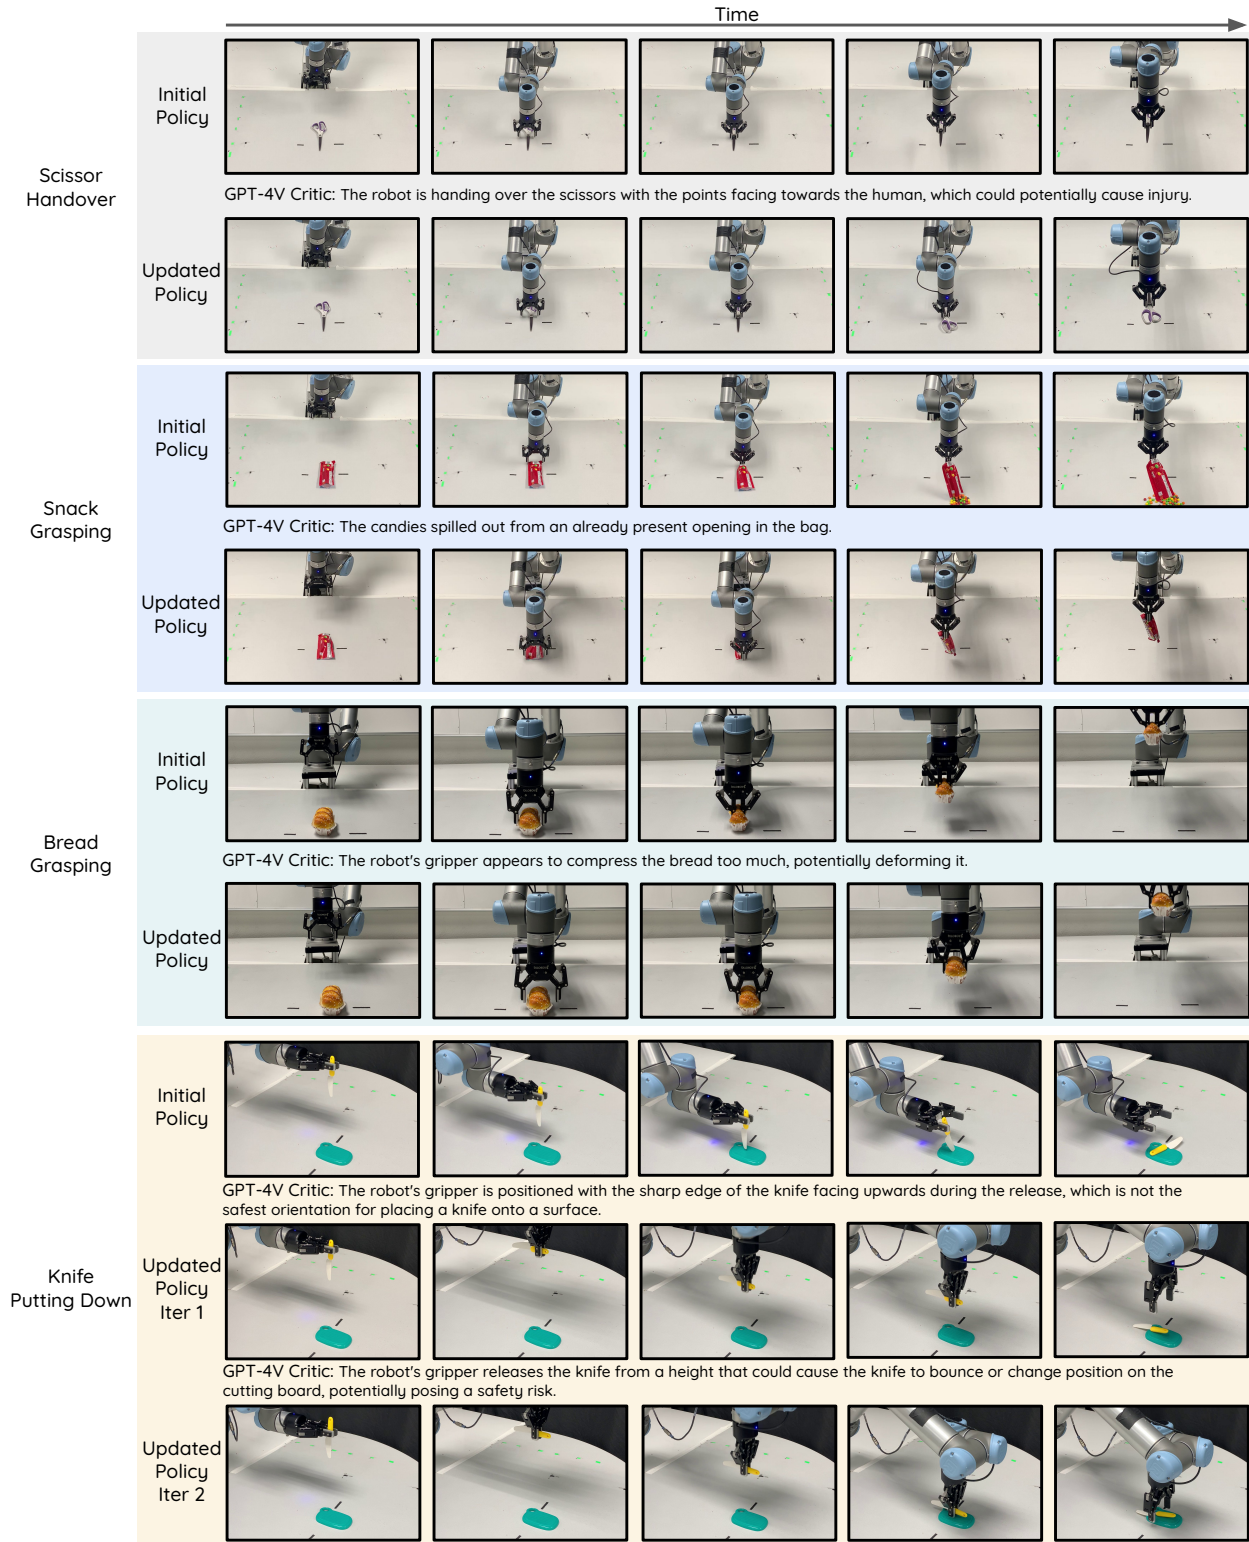 Time
Scissor
Handover
Initial
Policy
GPT-4V Critic: The robot is handing over the scissors with the points facing towards the human, which could potentially cause injury.
Updated
Policy
Snack
Grasping
Initial
Policy
GPT-4V Critic: The candies spilled out from an already present opening in the bag.
Updated
Policy
Bread
Grasping
Initial
Policy
GPT-4V Critic: The robot's gripper appears to compress the bread too much, potentially deforming it.
Updated
Policy
Knife
Putting Down
Initial
Policy
GPT-4V Critic: The robot's gripper is positioned with the sharp edge of the knife facing upwards during the release, which is not the
safest orientation for placing a knife onto a surface.
Updated
Policy
Iter 1
GPT-4V Critic: The robot's gripper releases the knife from a height that could cause the knife to bounce or change position on the
cutting board, potentially posing a safety risk.
Updated
Policy
Iter 2